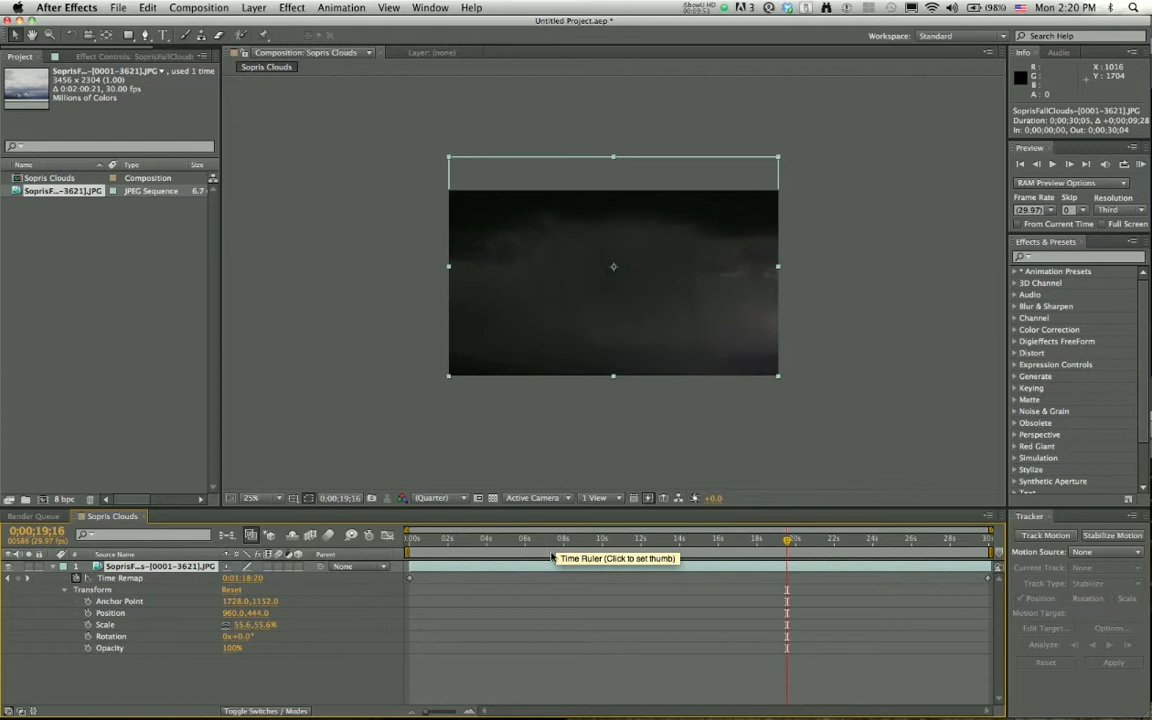 After Effects File Edit Layer Composition Effect Animation View Window Help
iShowU HD
00:09:52
3
(98%)
Mon 2:20 PM
Untitled Project.aep *
Workspace: Standard
Search Help
Project
Effect Controls: SoprisFallClouds
Composition: Sopris Clouds
Layer: (none)
Info
Audio
Sopris Clouds
SoprisF...-[0001-3621].JPG , used 1 time
3456 x 2304 (1.00)
Δ 0:02:00:21, 30.00 fps
Millions of Colors
R :
G :
B :
A : 0
X : 1016
Y : 1704
SoprisFallClouds-[0001-3621].JPG
Duration: 0;00;30;05, Δ +0;00;09;28
In: 0;00;00;00, Out: 0;00;30;04
Preview
Name
Type
Size
Sopris Clouds
Composition
SoprisF...-3621].JPG
JPEG Sequence
6.7
RAM Preview Options
Frame Rate
Skip
Resolution
(29.97)
0
Third
From Current Time
Full Screen
Effects & Presets
* Animation Presets
3D Channel
Audio
Blur & Sharpen
Channel
Color Correction
Digieffects FreeForm
Distort
Expression Controls
Generate
Keying
Matte
Noise & Grain
Obsolete
Perspective
Red Giant
Simulation
Stylize
Synthetic Aperture
Text
8 bpc
25%
0;00;19;16
(Quarter)
Active Camera
1 View
+0.0
Render Queue
Sopris Clouds
Tracker
0;00;19;16
00586 (29.97 fps)
02s 04s 06s 08s 10s 12s 14s 16s 18s 20s 22s 24s 26s 28s 30s
Time Ruler (Click to set thumb)
Track Motion
Stabilize Motion
Motion Source: None
Current Track: None
Track Type: Stabilize
Position
Rotation
Scale
Motion Target:
Edit Target...
Options...
Analyze:
Reset
Apply
#
Source Name
Parent
1
SoprisF...s-[0001-3621].JPG
None
Time Remap
0:01:18:20
Transform
Reset
Anchor Point
1728.0,1152.0
Position
960.0,444.0
Scale
55.6,55.6%
Rotation
0x+0.0°
Opacity
100%
Toggle Switches / Modes